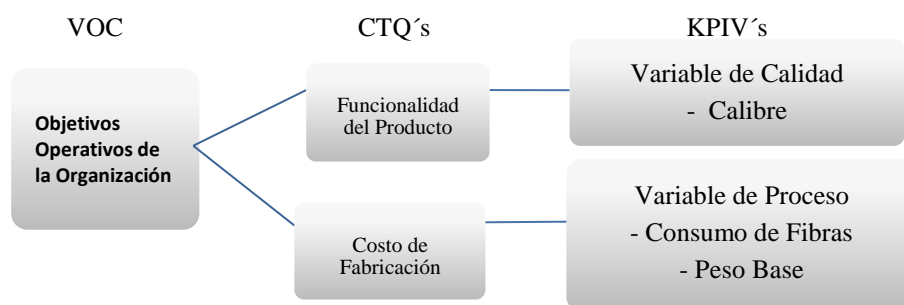 VOC
CTQ´s
KPIV´s
Objetivos
Operativos de
la Organización
Funcionalidad
del Producto
Variable de Calidad
- Calibre
Costo de
Fabricación
Variable de Proceso
- Consumo de Fibras
- Peso Base